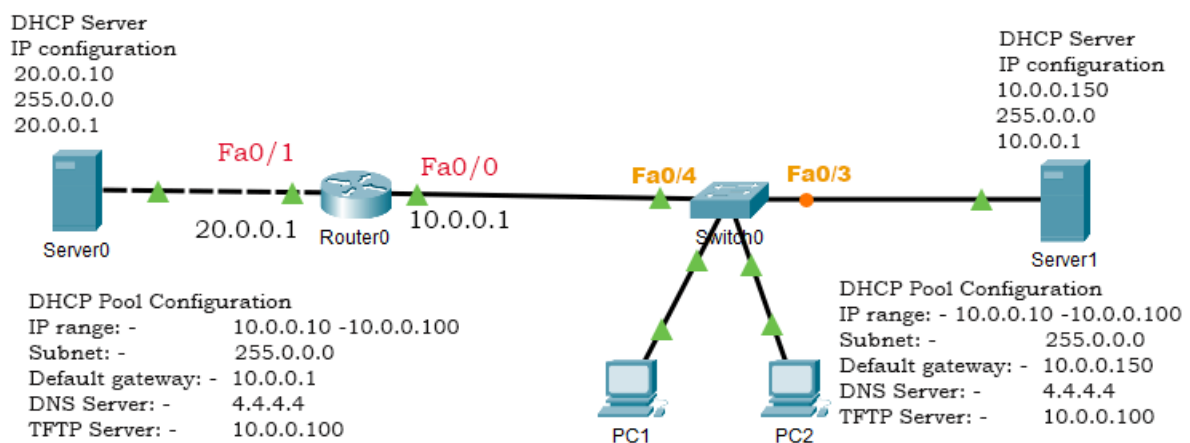 DHCP Server
IP configuration
20.0.0.10
255.0.0.0
20.0.0.1
DHCP Server
IP configuration
10.0.0.150
255.0.0.0
10.0.0.1
Fa0/1
Fa0/0
Fa0/4
Fa0/3
20.0.0.1
10.0.0.1
Server0
Router0
Switch0
Server1
DHCP Pool Configuration
IP range: - 10.0.0.10 -10.0.0.100
Subnet: - 255.0.0.0
Default gateway: - 10.0.0.1
DNS Server: - 4.4.4.4
TFTP Server: - 10.0.0.100
DHCP Pool Configuration
IP range: - 10.0.0.10 -10.0.0.100
Subnet: - 255.0.0.0
Default gateway: - 10.0.0.150
DNS Server: - 4.4.4.4
TFTP Server: - 10.0.0.100
PC1
PC2